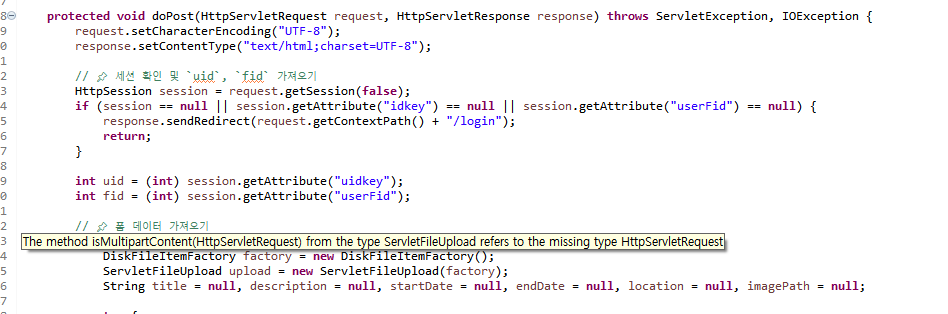 7
8 protected void doPost(HttpServletRequest request, HttpServletResponse response) throws ServletException, IOException {
9 request.setCharacterEncoding("UTF-8");
0 response.setContentType("text/html;charset=UTF-8");
1
2 // 📌 세션 확인 및 `uid`, `fid` 가져오기
3 HttpSession session = request.getSession(false);
4 if (session == null || session.getAttribute("idkey") == null || session.getAttribute("userFid") == null) {
5 response.sendRedirect(request.getContextPath() + "/login");
6 return;
7 }
8
9 int uid = (int) session.getAttribute("uidkey");
0 int fid = (int) session.getAttribute("userFid");
1
2 // 📌 폼 데이터 가져오기
3 The method isMultipartContent(HttpServletRequest) from the type ServletFileUpload refers to the missing type HttpServletRequest
4 DiskFileItemFactory factory = new DiskFileItemFactory();
5 ServletFileUpload upload = new ServletFileUpload(factory);
6 String title = null, description = null, startDate = null, endDate = null, location = null, imagePath = null;
7